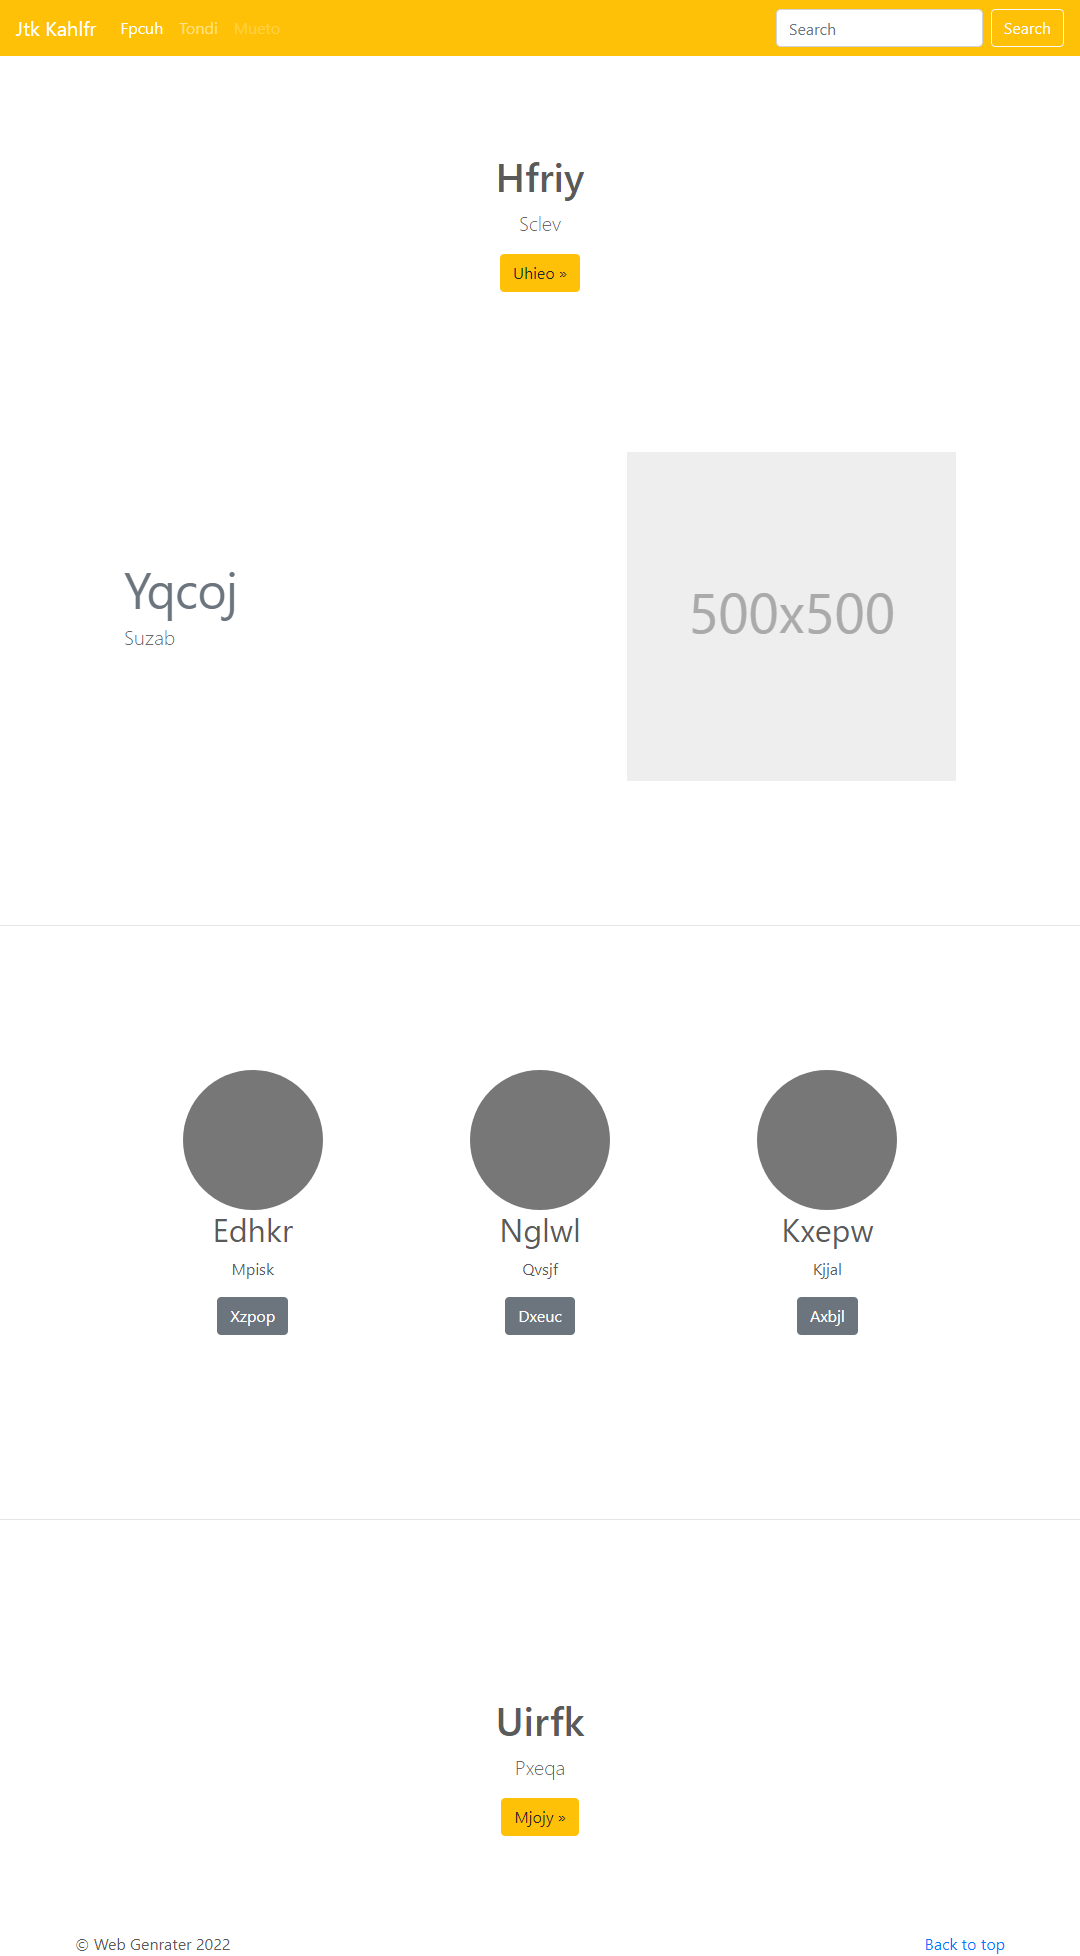 Jtk Kahlfr Fpcuh Tondi Mueto Search Search
Hfriy
Sclev
Uhieo »
Yqcoj
Suzab
500x500
Edhkr Nglwl Kxepw
Mpisk Qvsjf Kjjal
Xzpop Dxeuc Axbjl
Uirfk
Pxeqa
Mjojy »
© Web Genrater 2022 Back to top